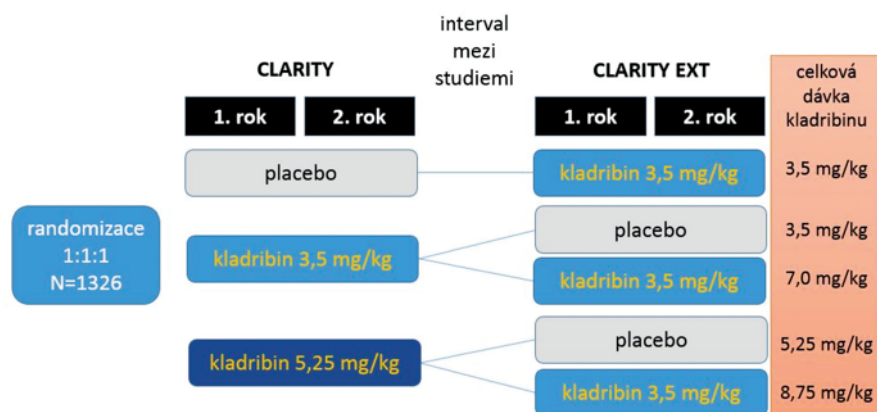 interval
mezi
studiemi
CLARITY
CLARITY EXT
celková
dávka
kladribinu
1. rok
2. rok
1. rok
2. rok
placebo
kladribin 3,5 mg/kg
3,5 mg/kg
randomizace
1:1:1
N=1326
kladribin 3,5 mg/kg
placebo
3,5 mg/kg
kladribin 3,5 mg/kg
7,0 mg/kg
kladribin 5,25 mg/kg
placebo
5,25 mg/kg
kladribin 3,5 mg/kg
8,75 mg/kg